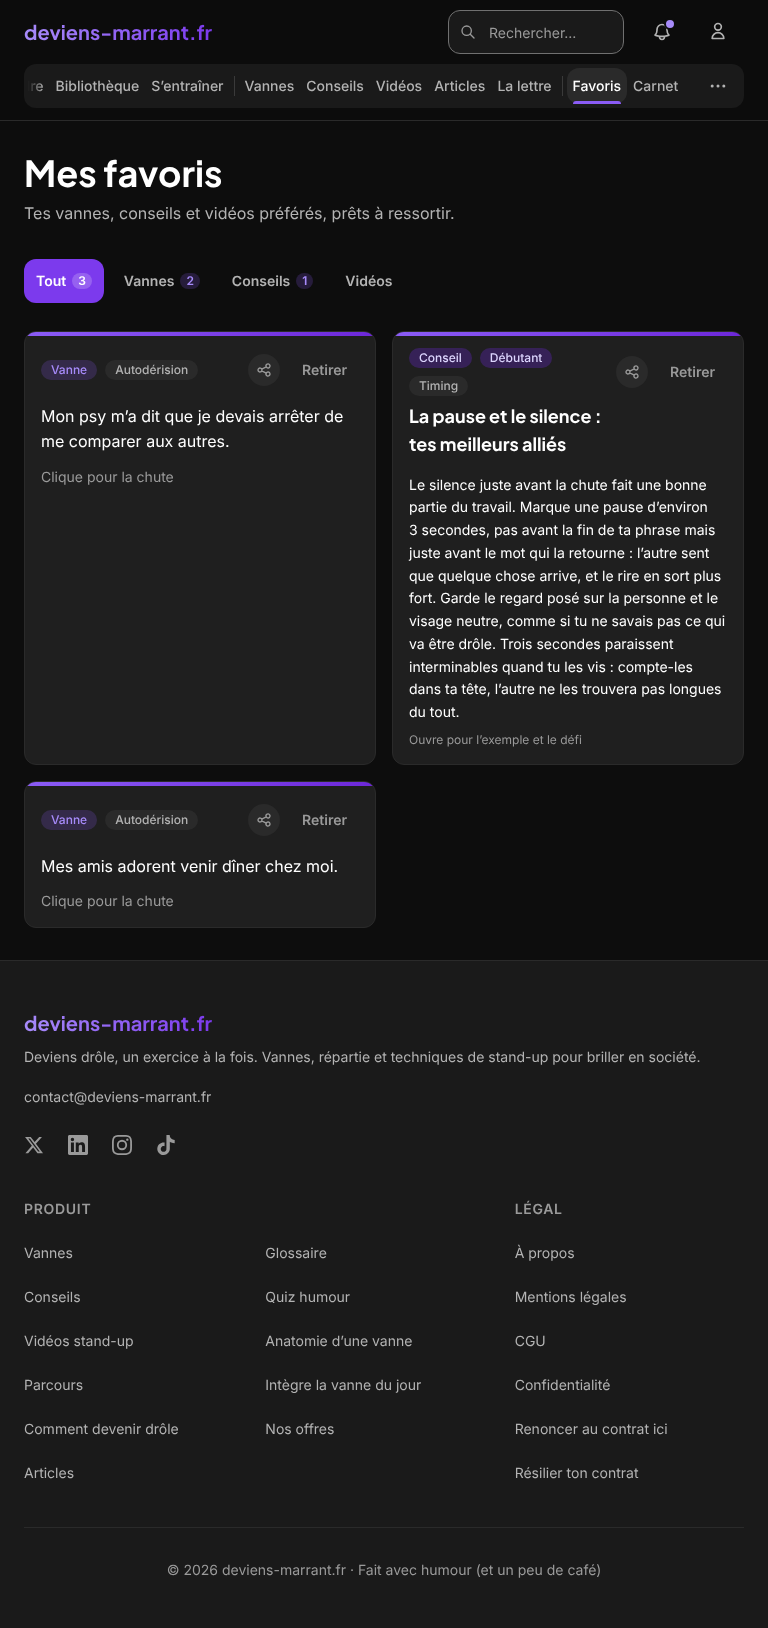 deviens-marrant.fr
Rechercher...
re Bibliothèque S’entraîner Vannes Conseils Vidéos Articles La lettre Favoris Carnet
Mes favoris
Tes vannes, conseils et vidéos préférés, prêts à ressortir.
Tout 3 Vannes 2 Conseils 1 Vidéos
Vanne Autodérision Retirer
Mon psy m’a dit que je devais arrêter de
me comparer aux autres.
Clique pour la chute
Conseil Débutant
Timing
Retirer
La pause et le silence :
tes meilleurs alliés
Le silence juste avant la chute fait une bonne
partie du travail. Marque une pause d’environ
3 secondes, pas avant la fin de ta phrase mais
juste avant le mot qui la retourne : l’autre sent
que quelque chose arrive, et le rire en sort plus
fort. Garde le regard posé sur la personne et le
visage neutre, comme si tu ne savais pas ce qui
va être drôle. Trois secondes paraissent
interminables quand tu les vis : compte-les
dans ta tête, l’autre ne les trouvera pas longues
du tout.
Ouvre pour l’exemple et le défi
Vanne Autodérision Retirer
Mes amis adorent venir dîner chez moi.
Clique pour la chute
deviens-marrant.fr
Deviens drôle, un exercice à la fois. Vannes, répartie et techniques de stand-up pour briller en société.
contact@deviens-marrant.fr
PRODUIT
Vannes
Conseils
Vidéos stand-up
Parcours
Comment devenir drôle
Articles
Glossaire
Quiz humour
Anatomie d’une vanne
Intègre la vanne du jour
Nos offres
LÉGAL
À propos
Mentions légales
CGU
Confidentialité
Renoncer au contrat ici
Résilier ton contrat
© 2026 deviens-marrant.fr · Fait avec humour (et un peu de café)